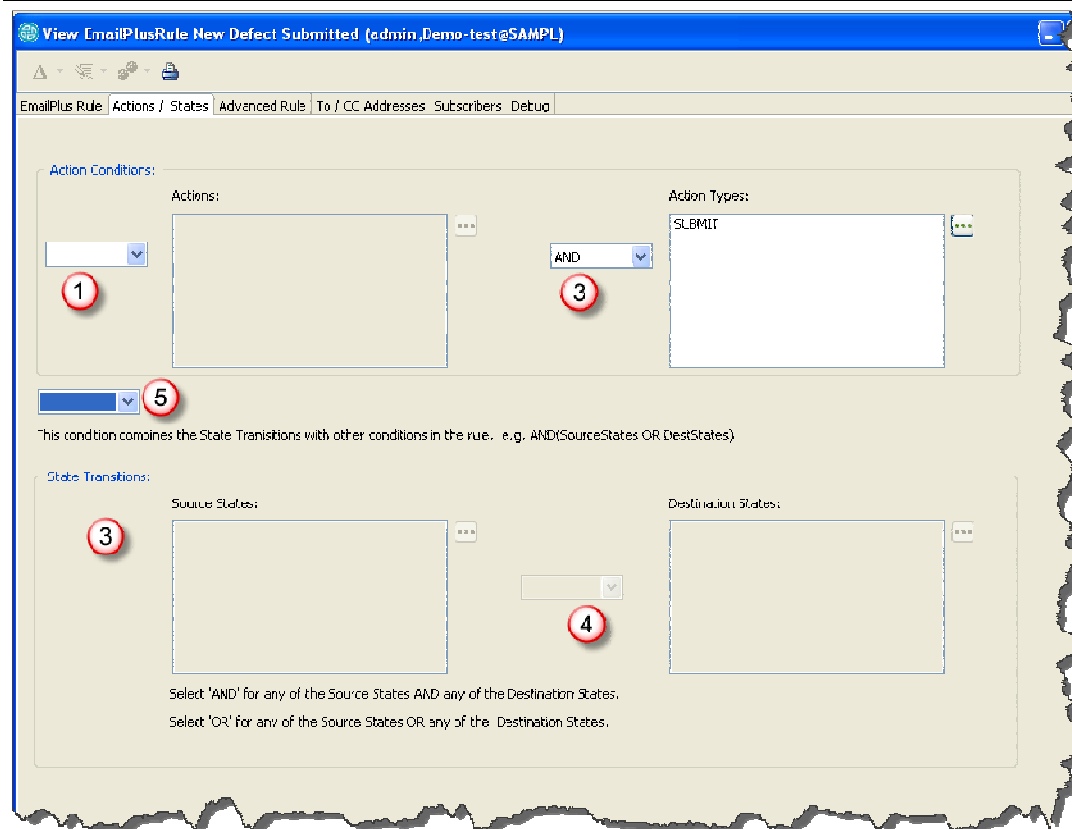 View EmailPlusRule New Defect Submitted (admin,Demo-test@SAMPL)
EmailPlus Rule Actions / States Advanced Rule To / CC Addresses Subscribers Debug
Action Conditions:
Actions:
Action Types:
SUBMIT
AND
1
3
5
This condition combines the State Transitions with other conditions in the rule. e.g. AND(SourceStates OR DestStates)
State Transitions:
Source States:
Destination States:
3
4
Select 'AND' for any of the Source States AND any of the Destination States.
Select 'OR' for any of the Source States OR any of the Destination States.